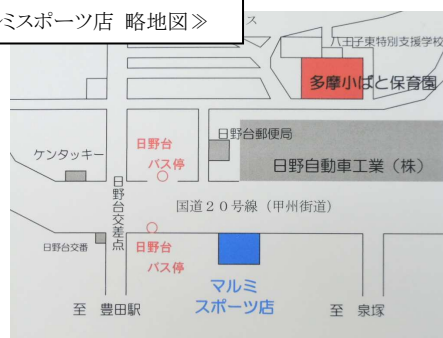 ミスポーツ店 略地図≫
ス
八王子東特別支援学校
多摩小ばと保育園
日野台郵便局
日野台
バス停
ケンタッキー
日野自動車工業（株）
日野台交差点
国道２０号線（甲州街道）
日野台交番
日野台
バス停
マルミ
スポーツ店
至 豊田駅
至 泉塚